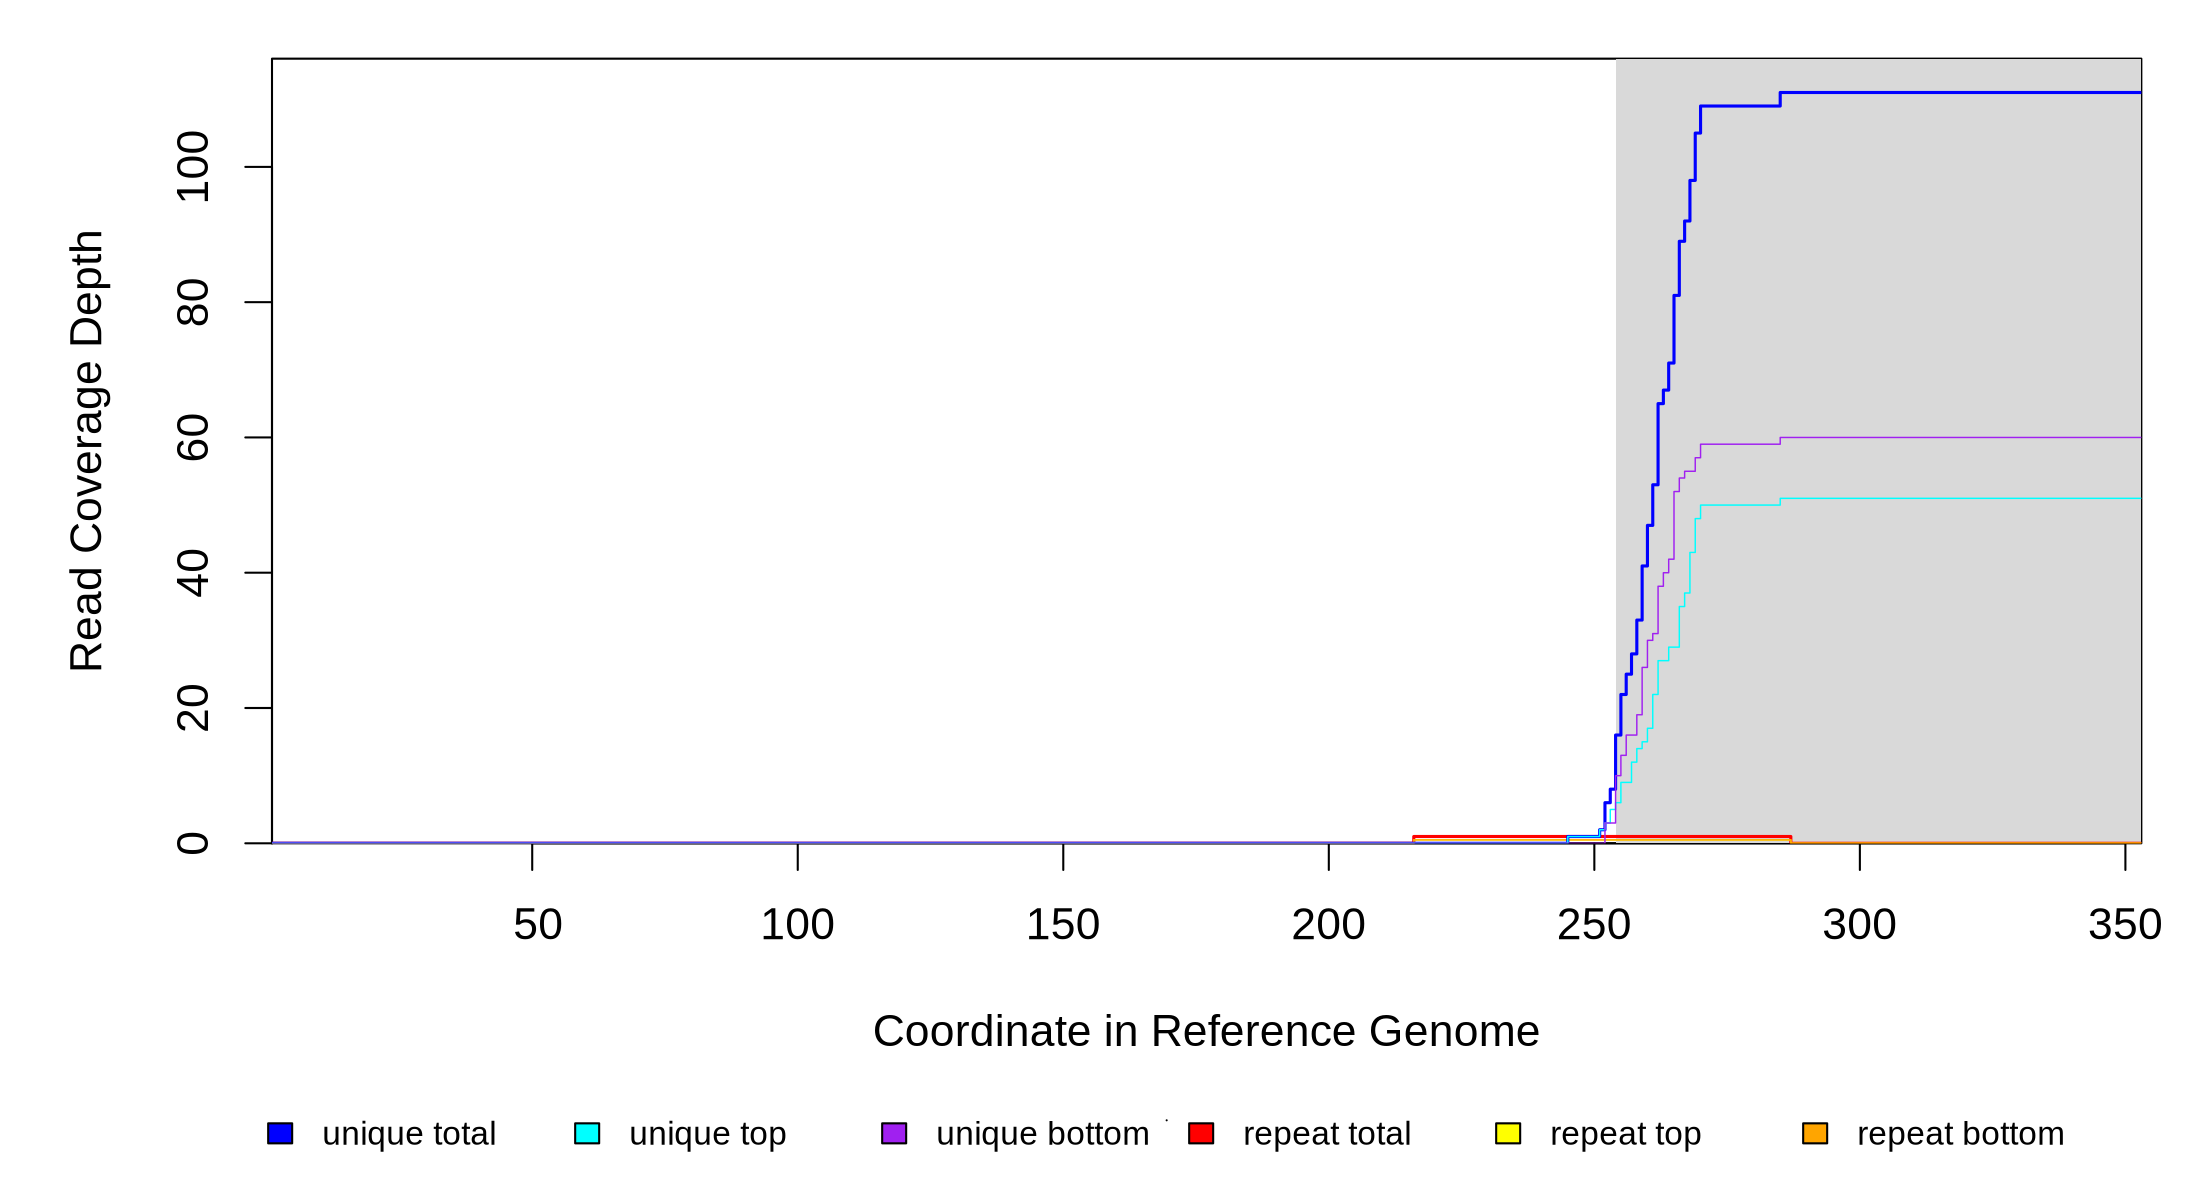 Read Coverage Depth
100
80
60
40
20
0
50 100 150 200 250 300 350
Coordinate in Reference Genome
unique total unique top unique bottom repeat total repeat top repeat bottom